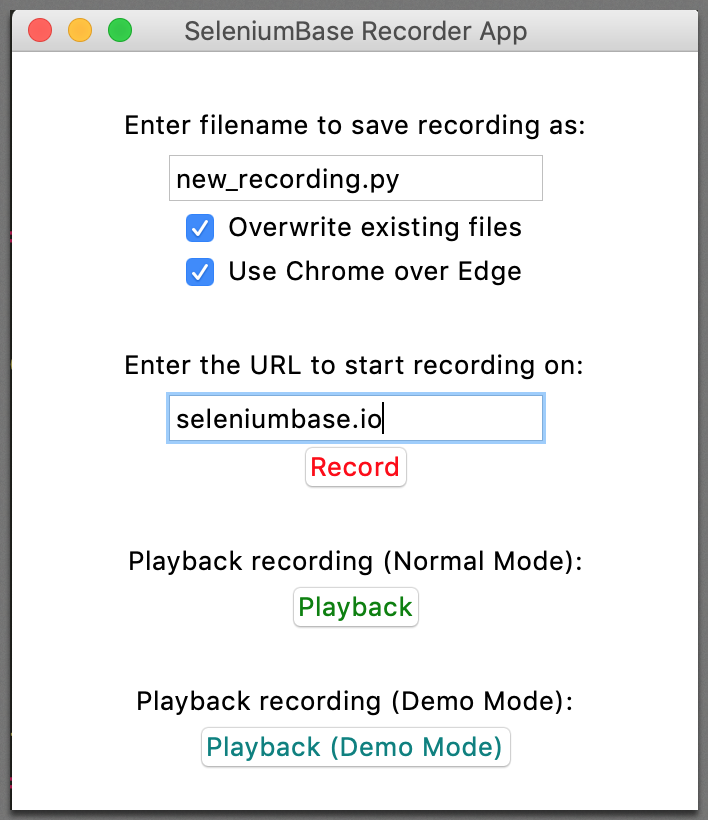 SeleniumBase Recorder App
Enter filename to save recording as:
new_recording.py
Overwrite existing files
Use Chrome over Edge
Enter the URL to start recording on:
seleniumbase.io
Record
Playback recording (Normal Mode):
Playback
Playback recording (Demo Mode):
Playback (Demo Mode)